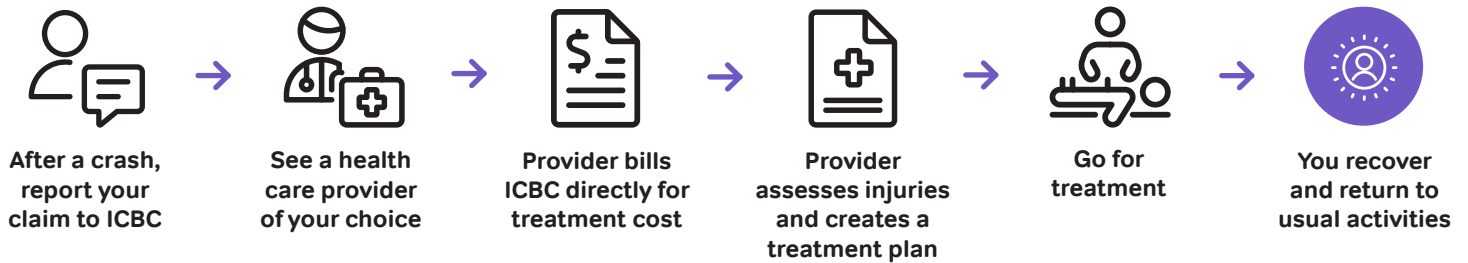 After a crash,
report your
claim to ICBC
See a health
care provider
of your choice
$
Provider bills
ICBC directly for
treatment cost
Provider
assesses injuries
and creates a
treatment plan
Go for
treatment
You recover
and return to
usual activities